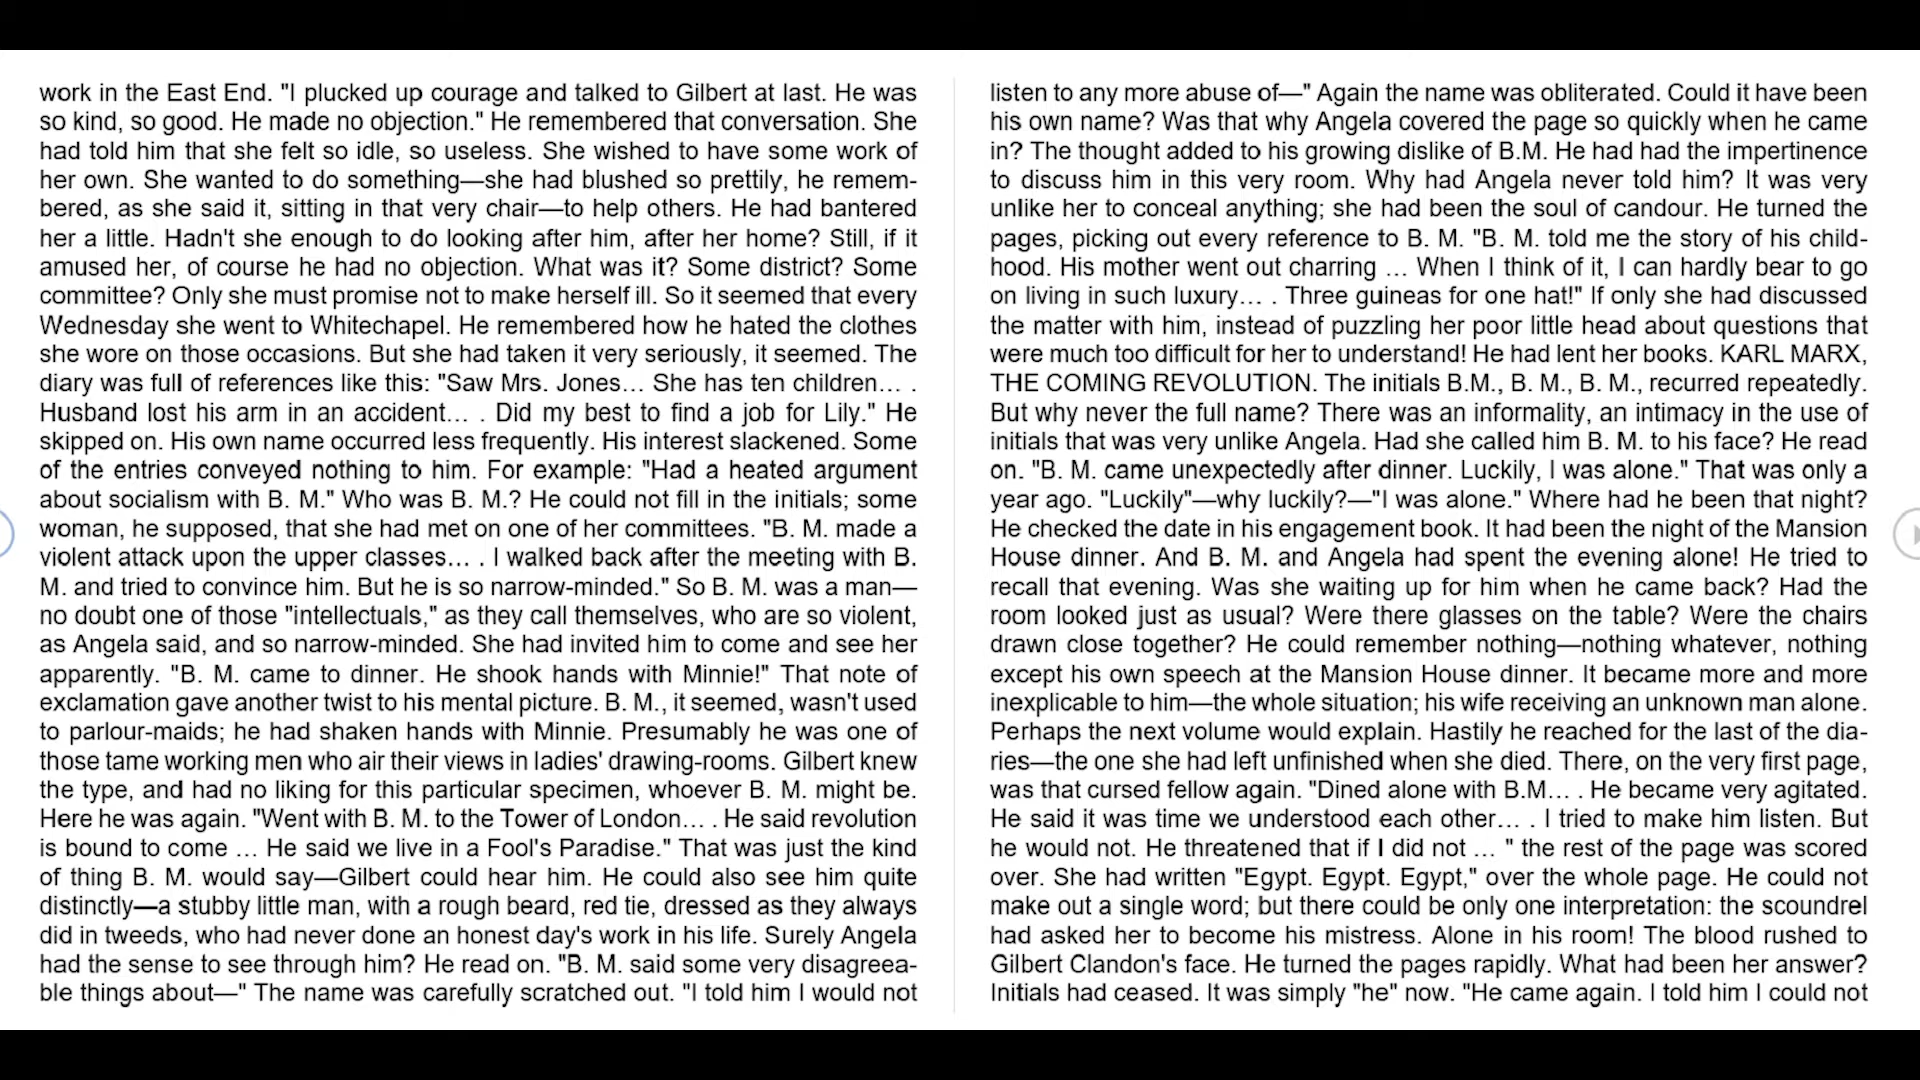 work in the East End. "I plucked up courage and talked to Gilbert at last. He was
so kind, so good. He made no objection." He remembered that conversation. She
had told him that she felt so idle, so useless. She wished to have some work of
her own. She wanted to do something—she had blushed so prettily, he remem-
bered, as she said it, sitting in that very chair—to help others. He had bantered
her a little. Hadn't she enough to do looking after him, after her home? Still, if it
amused her, of course he had no objection. What was it? Some district? Some
committee? Only she must promise not to make herself ill. So it seemed that every
Wednesday she went to Whitechapel. He remembered how he hated the clothes
she wore on those occasions. But she had taken it very seriously, it seemed. The
diary was full of references like this: "Saw Mrs. Jones... She has ten children... .
Husband lost his arm in an accident... . Did my best to find a job for Lily." He
skipped on. His own name occurred less frequently. His interest slackened. Some
of the entries conveyed nothing to him. For example: "Had a heated argument
about socialism with B. M." Who was B. M.? He could not fill in the initials; some
woman, he supposed, that she had met on one of her committees. "B. M. made a
violent attack upon the upper classes... . I walked back after the meeting with B.
M. and tried to convince him. But he is so narrow-minded." So B. M. was a man—
no doubt one of those "intellectuals," as they call themselves, who are so violent,
as Angela said, and so narrow-minded. She had invited him to come and see her
apparently. "B. M. came to dinner. He shook hands with Minnie!" That note of
exclamation gave another twist to his mental picture. B. M., it seemed, wasn't used
to parlour-maids; he had shaken hands with Minnie. Presumably he was one of
those tame working men who air their views in ladies' drawing-rooms. Gilbert knew
the type, and had no liking for this particular specimen, whoever B. M. might be.
Here he was again. "Went with B. M. to the Tower of London... . He said revolution
is bound to come ... He said we live in a Fool's Paradise." That was just the kind
of thing B. M. would say—Gilbert could hear him. He could also see him quite
distinctly—a stubby little man, with a rough beard, red tie, dressed as they always
did in tweeds, who had never done an honest day's work in his life. Surely Angela
had the sense to see through him? He read on. "B. M. said some very disagreea-
ble things about—" The name was carefully scratched out. "I told him I would not
listen to any more abuse of—" Again the name was obliterated. Could it have been
his own name? Was that why Angela covered the page so quickly when he came
in? The thought added to his growing dislike of B.M. He had had the impertinence
to discuss him in this very room. Why had Angela never told him? It was very
unlike her to conceal anything; she had been the soul of candour. He turned the
pages, picking out every reference to B. M. "B. M. told me the story of his child-
hood. His mother went out charring ... When I think of it, I can hardly bear to go
on living in such luxury... . Three guineas for one hat!" If only she had discussed
the matter with him, instead of puzzling her poor little head about questions that
were much too difficult for her to understand! He had lent her books. KARL MARX,
THE COMING REVOLUTION. The initials B.M., B. M., B. M., recurred repeatedly.
But why never the full name? There was an informality, an intimacy in the use of
initials that was very unlike Angela. Had she called him B. M. to his face? He read
on. "B. M. came unexpectedly after dinner. Luckily, I was alone." That was only a
year ago. "Luckily"—why luckily?—"I was alone." Where had he been that night?
He checked the date in his engagement book. It had been the night of the Mansion
House dinner. And B. M. and Angela had spent the evening alone! He tried to
recall that evening. Was she waiting up for him when he came back? Had the
room looked just as usual? Were there glasses on the table? Were the chairs
drawn close together? He could remember nothing—nothing whatever, nothing
except his own speech at the Mansion House dinner. It became more and more
inexplicable to him—the whole situation; his wife receiving an unknown man alone.
Perhaps the next volume would explain. Hastily he reached for the last of the dia-
ries—the one she had left unfinished when she died. There, on the very first page,
was that cursed fellow again. "Dined alone with B.M... . He became very agitated.
He said it was time we understood each other... . I tried to make him listen. But
he would not. He threatened that if I did not ... " the rest of the page was scored
over. She had written "Egypt. Egypt. Egypt," over the whole page. He could not
make out a single word; but there could be only one interpretation: the scoundrel
had asked her to become his mistress. Alone in his room! The blood rushed to
Gilbert Clandon's face. He turned the pages rapidly. What had been her answer?
Initials had ceased. It was simply "he" now. "He came again. I told him I could not